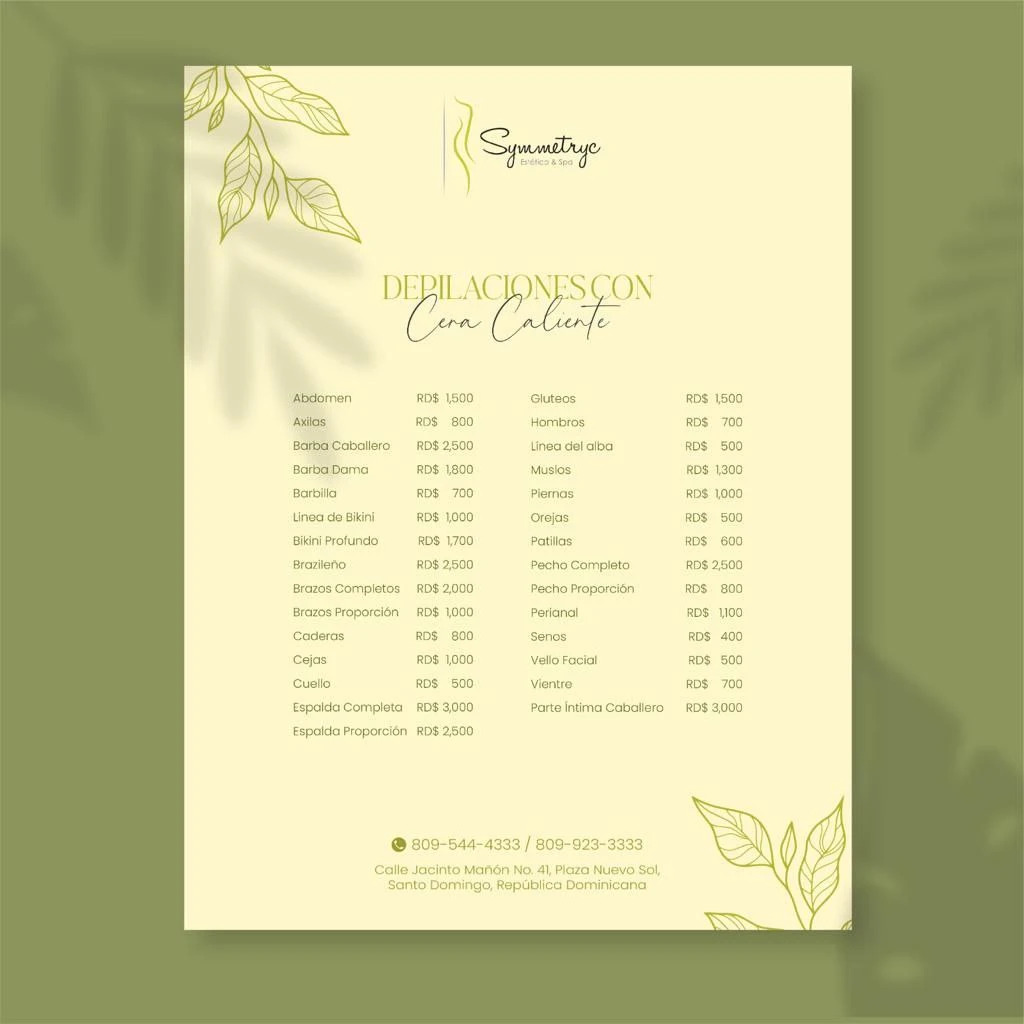 Symmetryc
Estética & Spa
DEPILACIONES CON
Cera Caliente
Abdomen RD$ 1,500
Axilas RD$ 800
Barba Caballero RD$ 2,500
Barba Dama RD$ 1,800
Barbilla RD$ 700
Linea de Bikini RD$ 1,000
Bikini Profundo RD$ 1,700
Brazileño RD$ 2,500
Brazos Completos RD$ 2,000
Brazos Proporción RD$ 1,000
Caderas RD$ 800
Cejas RD$ 1,000
Cuello RD$ 500
Espalda Completa RD$ 3,000
Espalda Proporción RD$ 2,500
Gluteos RD$ 1,500
Hombros RD$ 700
Línea del alba RD$ 500
Muslos RD$ 1,300
Piernas RD$ 1,000
Orejas RD$ 500
Patillas RD$ 600
Pecho Completo RD$ 2,500
Pecho Proporción RD$ 800
Perianal RD$ 1,100
Senos RD$ 400
Vello Facial RD$ 500
Vientre RD$ 700
Parte Íntima Caballero RD$ 3,000
809-544-4333 / 809-923-3333
Calle Jacinto Mañón No. 41, Plaza Nuevo Sol,
Santo Domingo, República Dominicana